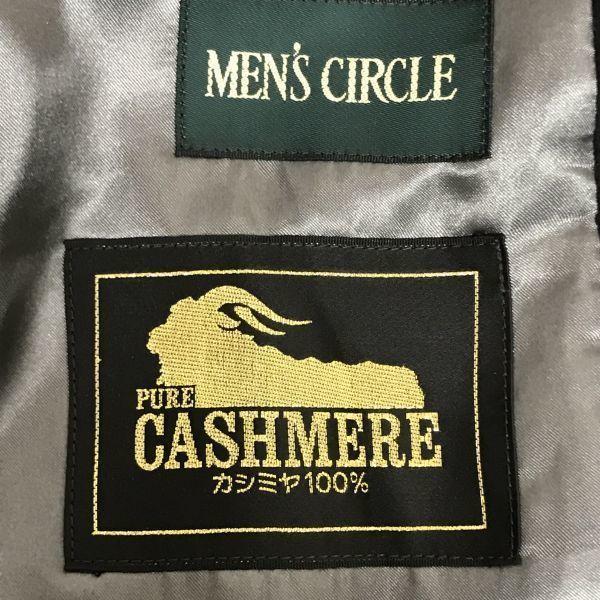 MEN'S CIRCLE
PURE
CASHMERE
カシミヤ100%